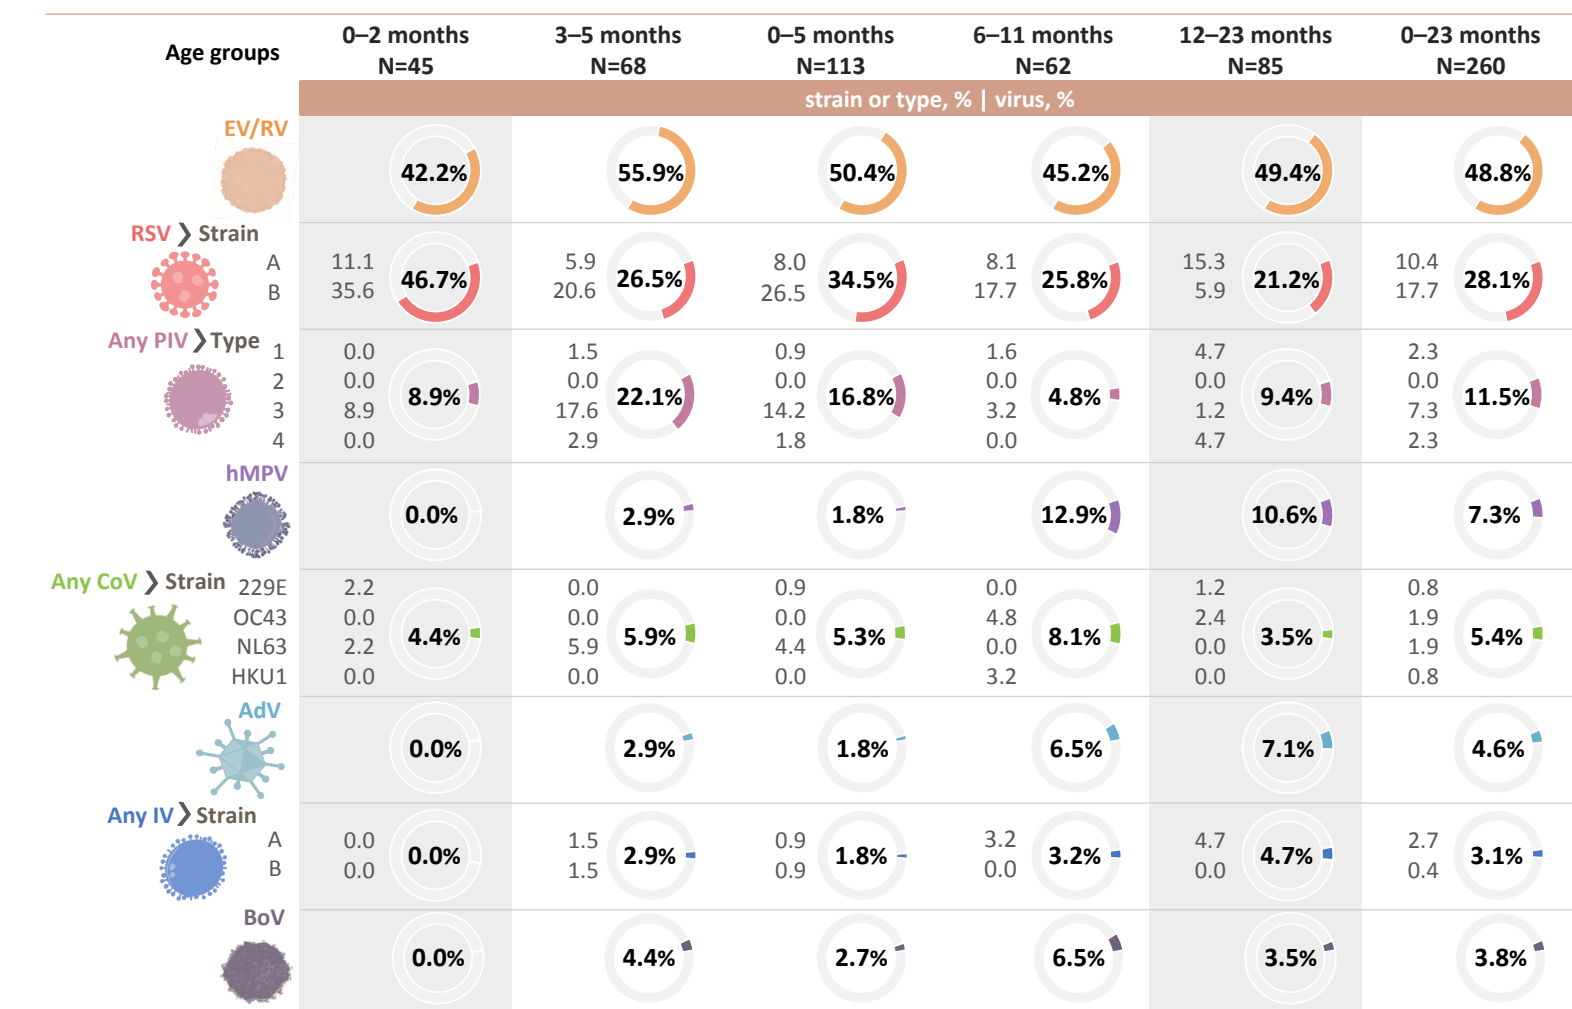 Age groups
0–2 months 3–5 months 0–5 months 6–11 months 12–23 months 0–23 months
N=45 N=68 N=113 N=62 N=85 N=260
strain or type, % | virus, %
EV/RV
42.2% 55.9% 50.4% 45.2% 49.4% 48.8%
RSV ❯ Strain
A 11.1 5.9 8.0 8.1 15.3 10.4
46.7% 26.5% 34.5% 25.8% 21.2% 28.1%
B 35.6 20.6 26.5 17.7 5.9 17.7
Any PIV ❯ Type
1 0.0 1.5 0.9 1.6 4.7 2.3
2 0.0 0.0 0.0 0.0 0.0 0.0
8.9% 22.1% 16.8% 4.8% 9.4% 11.5%
3 8.9 17.6 14.2 3.2 1.2 7.3
4 0.0 2.9 1.8 0.0 4.7 2.3
hMPV
0.0% 2.9% 1.8% 12.9% 10.6% 7.3%
Any CoV ❯ Strain
229E 2.2 0.0 0.9 0.0 1.2 0.8
OC43 0.0 0.0 0.0 4.8 2.4 1.9
4.4% 5.9% 5.3% 8.1% 3.5% 5.4%
NL63 2.2 5.9 4.4 0.0 0.0 1.9
HKU1 0.0 0.0 0.0 3.2 0.0 0.8
AdV
0.0% 2.9% 1.8% 6.5% 7.1% 4.6%
Any IV ❯ Strain
A 0.0 1.5 0.9 3.2 4.7 2.7
0.0% 2.9% 1.8% 3.2% 4.7% 3.1%
B 0.0 1.5 0.9 0.0 0.0 0.4
BoV
0.0% 4.4% 2.7% 6.5% 3.5% 3.8%